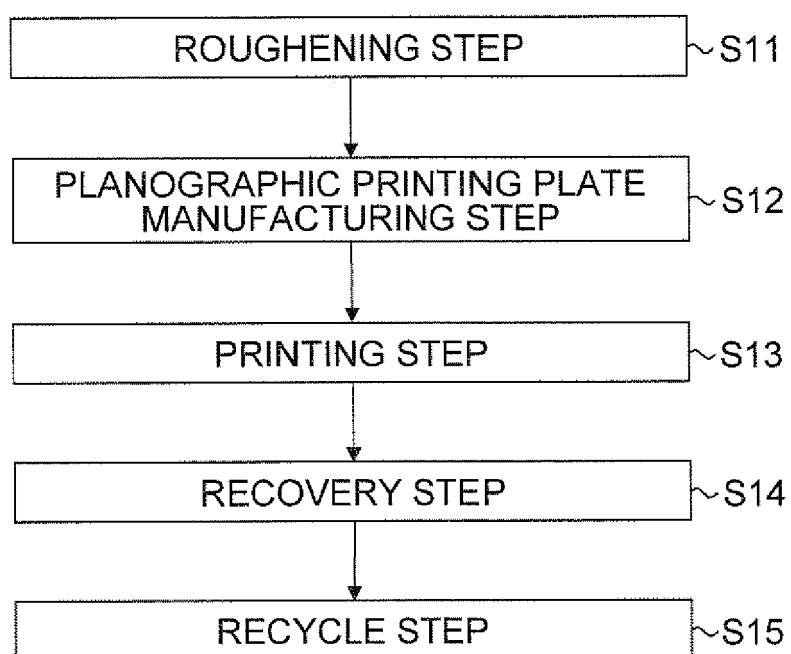 ROUGHENING STEP
S11
PLANOGRAPHIC PRINTING PLATE
MANUFACTURING STEP
S12
PRINTING STEP
S13
RECOVERY STEP
S14
RECYCLE STEP
S15